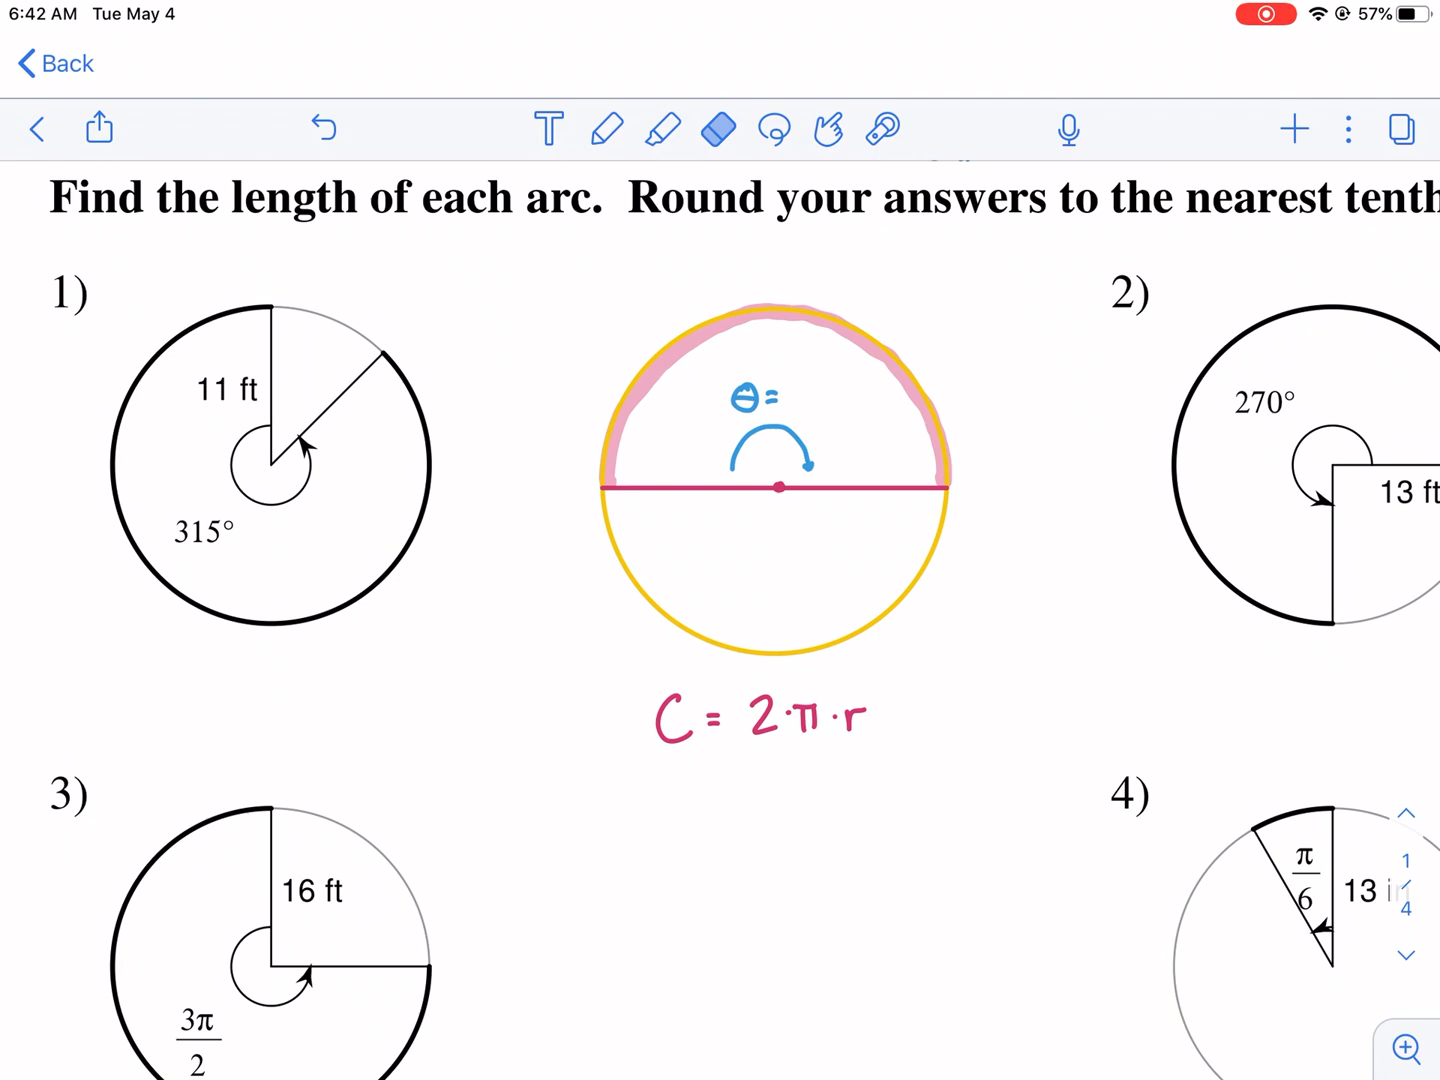 6:42 AM Tue May 4
57%
Back
Find the length of each arc. Round your answers to the nearest tenth
1)
11 ft
315°
θ =
C = 2·π·r
2)
270°
13 ft
3)
16 ft
3π
2
4)
π
6
13 in
1
/
4